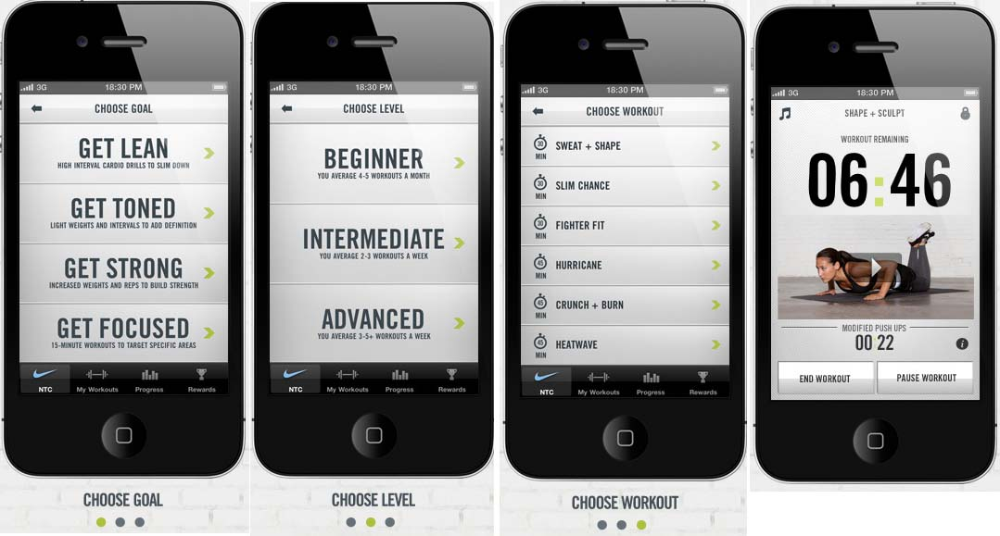 3G 18:30 PM
CHOOSE GOAL
GET LEAN
HIGH INTERVAL CARDIO DRILLS TO SLIM DOWN
GET TONED
LIGHT WEIGHTS AND INTERVALS TO ADD DEFINITION
GET STRONG
INCREASED WEIGHTS AND REPS TO BUILD STRENGTH
GET FOCUSED
15-MINUTE WORKOUTS TO TARGET SPECIFIC AREAS
NTC My Workouts Progress Rewards
CHOOSE GOAL
3G 18:30 PM
CHOOSE LEVEL
BEGINNER
YOU AVERAGE 4-5 WORKOUTS A MONTH
INTERMEDIATE
YOU AVERAGE 2-3 WORKOUTS A WEEK
ADVANCED
YOU AVERAGE 3-5+ WORKOUTS A WEEK
NTC My Workouts Progress Rewards
CHOOSE LEVEL
3G 18:30 PM
CHOOSE WORKOUT
30 MIN SWEAT + SHAPE
30 MIN SLIM CHANCE
30 MIN FIGHTER FIT
45 MIN HURRICANE
45 MIN CRUNCH + BURN
45 MIN HEATWAVE
NTC My Workouts Progress Rewards
CHOOSE WORKOUT
3G 18:30 PM
SHAPE + SCULPT
WORKOUT REMAINING
06:46
MODIFIED PUSH UPS
00:22
i
END WORKOUT PAUSE WORKOUT